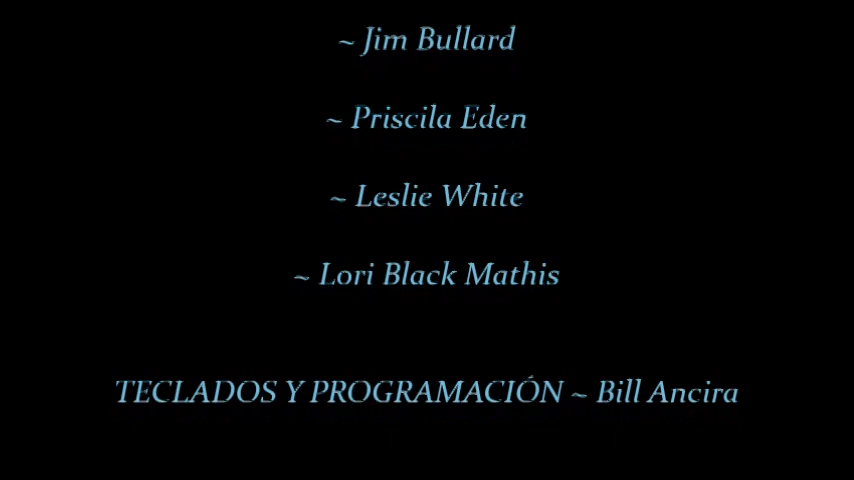 ~ Jim Bullard
~ Priscila Eden
~ Leslie White
~ Lori Black Mathis
TECLADOS Y PROGRAMACIÓN ~ Bill Ancira